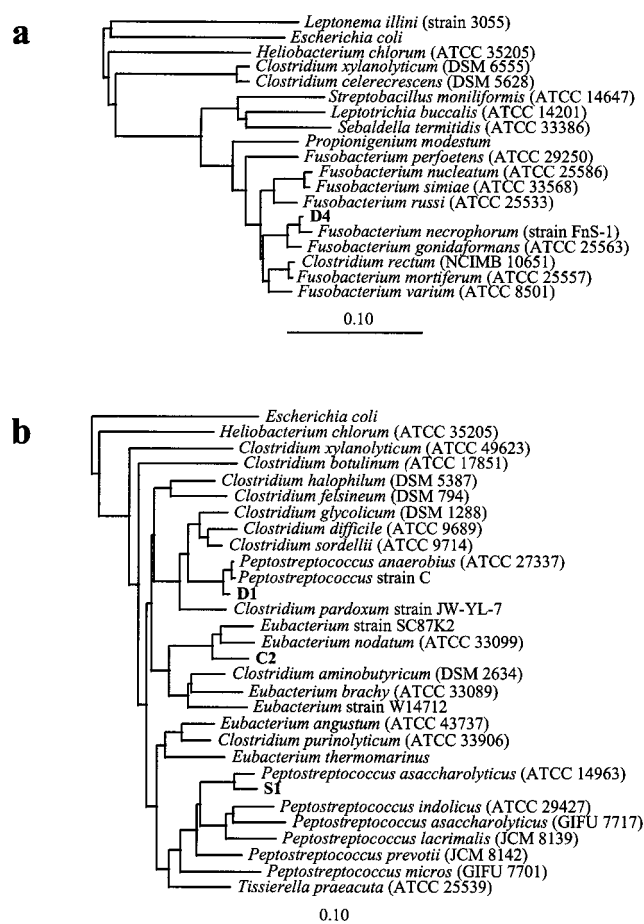 a
Leptonema illini (strain 3055)
Escherichia coli
Heliobacterium chlorum (ATCC 35205)
Clostridium xylanolyticum (DSM 6555)
Clostridium celerecrescens (DSM 5628)
Streptobacillus moniliformis (ATCC 14647)
Leptotrichia buccalis (ATCC 14201)
Sebaldella termitidis (ATCC 33386)
Propionigenium modestum
Fusobacterium perfoetens (ATCC 29250)
Fusobacterium nucleatum (ATCC 25586)
Fusobacterium simiae (ATCC 33568)
Fusobacterium russi (ATCC 25533)
D4
Fusobacterium necrophorum (strain FnS-1)
Fusobacterium gonidaformans (ATCC 25563)
Clostridium rectum (NCIMB 10651)
Fusobacterium mortiferum (ATCC 25557)
Fusobacterium varium (ATCC 8501)
0.10
b
Escherichia coli
Heliobacterium chlorum (ATCC 35205)
Clostridium xylanolyticum (ATCC 49623)
Clostridium botulinum (ATCC 17851)
Clostridium halophilum (DSM 5387)
Clostridium felsineum (DSM 794)
Clostridium glycolicum (DSM 1288)
Clostridium difficile (ATCC 9689)
Clostridium sordellii (ATCC 9714)
Peptostreptococcus anaerobius (ATCC 27337)
Peptostreptococcus strain C
D1
Clostridium pardoxum strain JW-YL-7
Eubacterium strain SC87K2
Eubacterium nodatum (ATCC 33099)
C2
Clostridium aminobutyricum (DSM 2634)
Eubacterium brachy (ATCC 33089)
Eubacterium strain W14712
Eubacterium angustum (ATCC 43737)
Clostridium purinolyticum (ATCC 33906)
Eubacterium thermomarinus
Peptostreptococcus asaccharolyticus (ATCC 14963)
S1
Peptostreptococcus indolicus (ATCC 29427)
Peptostreptococcus asaccharolyticus (GIFU 7717)
Peptostreptococcus lacrimalis (JCM 8139)
Peptostreptococcus prevotii (JCM 8142)
Peptostreptococcus micros (GIFU 7701)
Tissierella praeacuta (ATCC 25539)
0.10